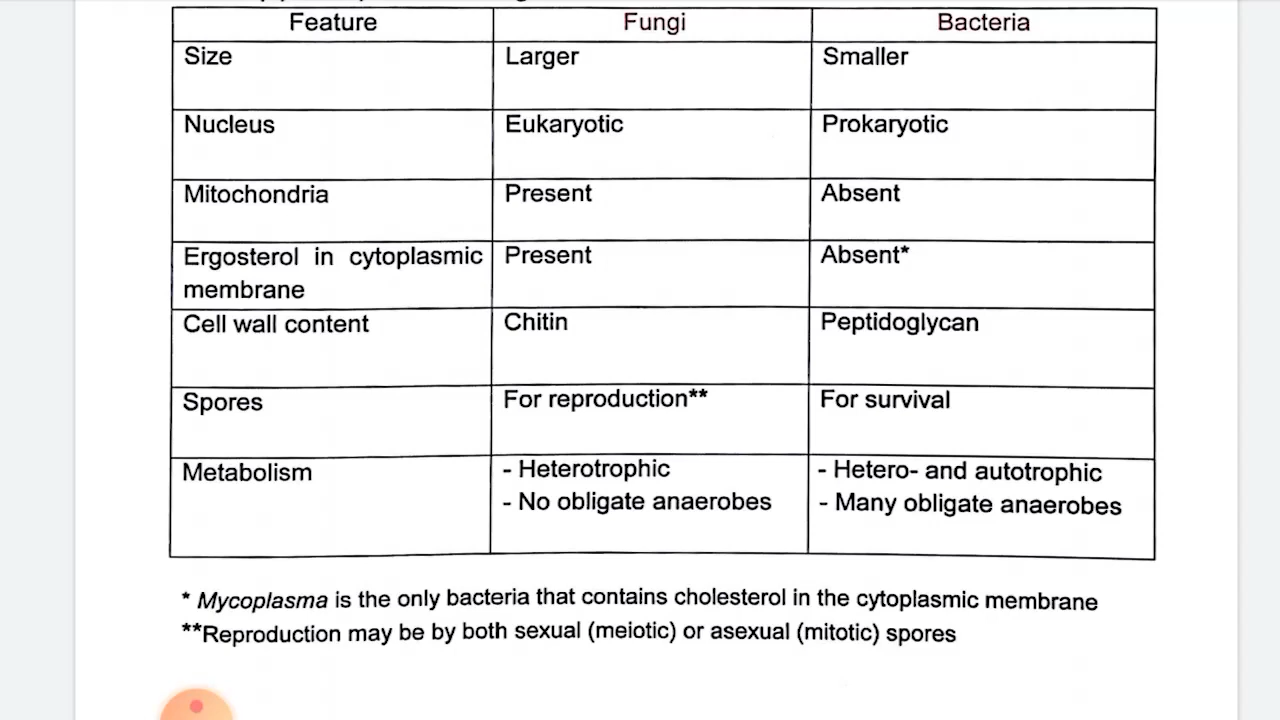 Feature Fungi Bacteria
Size Larger Smaller
Nucleus Eukaryotic Prokaryotic
Mitochondria Present Absent
Ergosterol in cytoplasmic Present Absent*
membrane
Cell wall content Chitin Peptidoglycan
Spores For reproduction** For survival
Metabolism - Heterotrophic - Hetero- and autotrophic
- No obligate anaerobes - Many obligate anaerobes
* Mycoplasma is the only bacteria that contains cholesterol in the cytoplasmic membrane
**Reproduction may be by both sexual (meiotic) or asexual (mitotic) spores